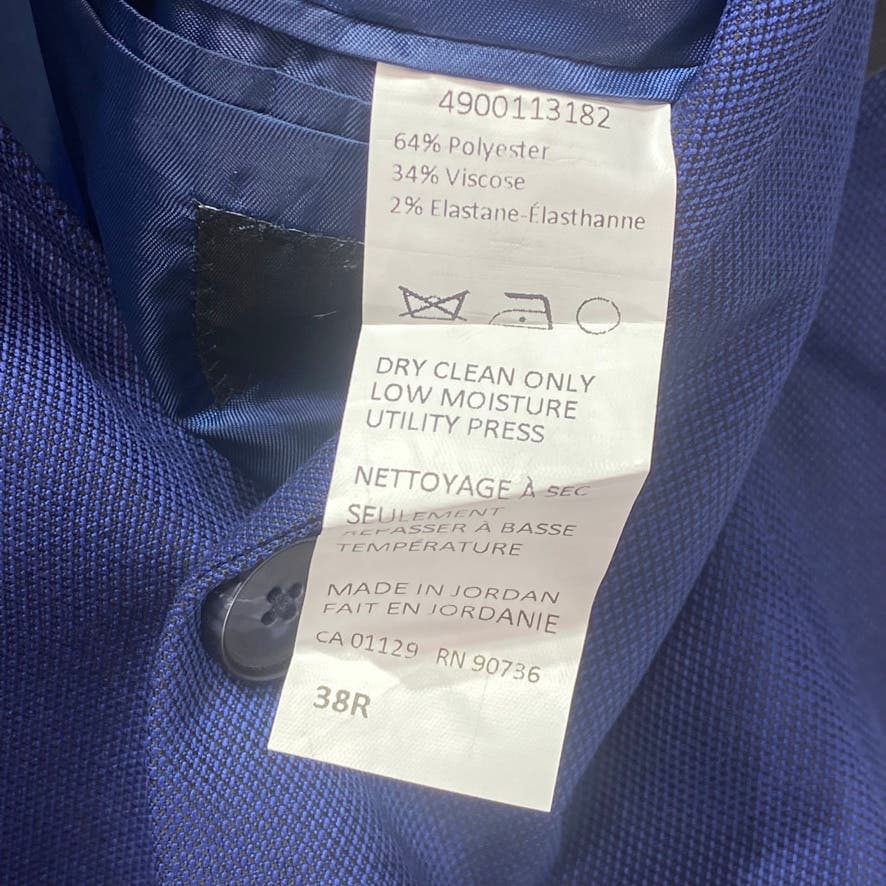 4900113182
64% Polyester
34% Viscose
2% Elastane-Élasthanne
DRY CLEAN ONLY
LOW MOISTURE
UTILITY PRESS
NETTOYAGE À SEC
SEULEMENT
REPASSER À BASSE
TEMPÉRATURE
MADE IN JORDAN
FAIT EN JORDANIE
CA 01129 RN 90736
38R